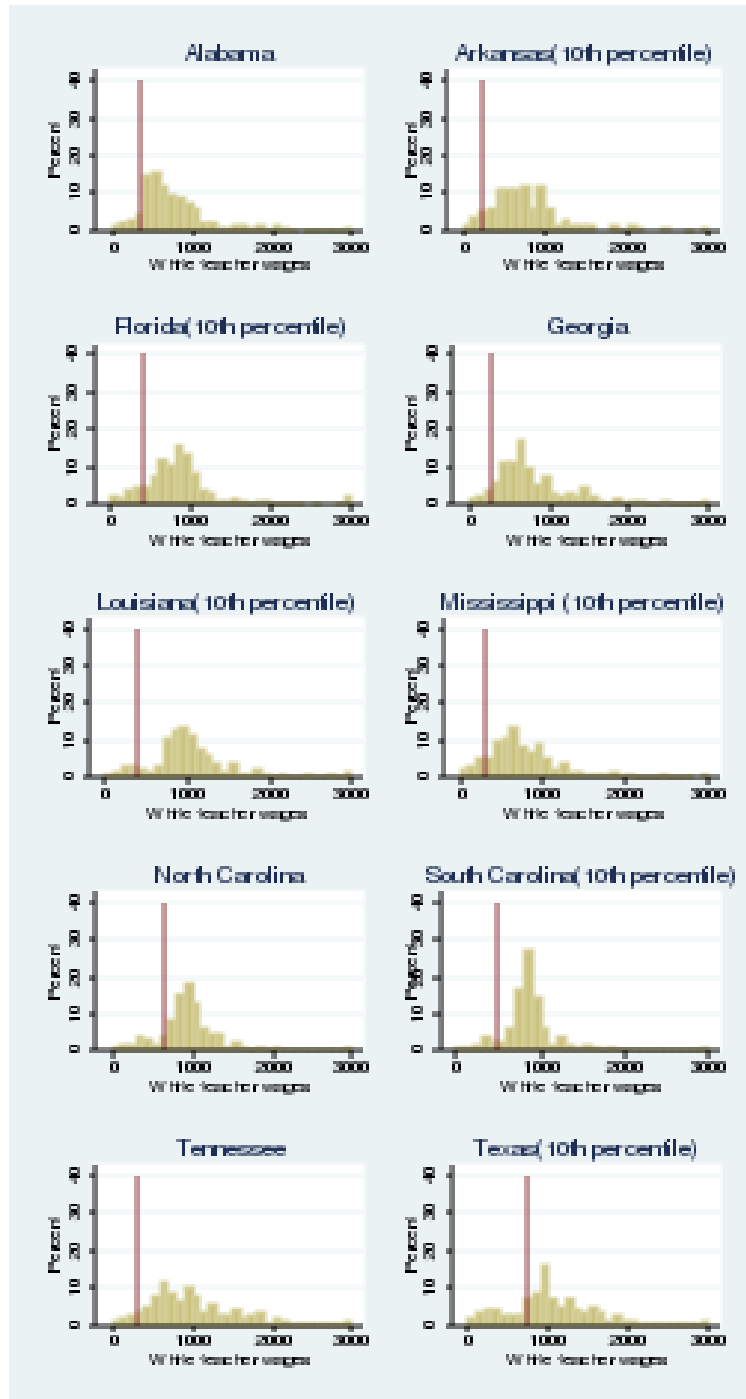 Alabama
Arkansas(10th percentile)
40
30
20
10
0
Percent
0 1000 2000 3000
White teacher wages
40
30
20
10
0
Percent
0 1000 2000 3000
White teacher wages
Florida(10th percentile)
Georgia
40
30
20
10
0
Percent
0 1000 2000 3000
White teacher wages
40
30
20
10
0
Percent
0 1000 2000 3000
White teacher wages
Louisiana(10th percentile)
Mississippi (10th percentile)
40
30
20
10
0
Percent
0 1000 2000 3000
White teacher wages
40
30
20
10
0
Percent
0 1000 2000 3000
White teacher wages
North Carolina
South Carolina(10th percentile)
40
30
20
10
0
Percent
0 1000 2000 3000
White teacher wages
40
30
20
10
0
Percent
0 1000 2000 3000
White teacher wages
Tennessee
Texas(10th percentile)
40
30
20
10
0
Percent
0 1000 2000 3000
White teacher wages
40
30
20
10
0
Percent
0 1000 2000 3000
White teacher wages